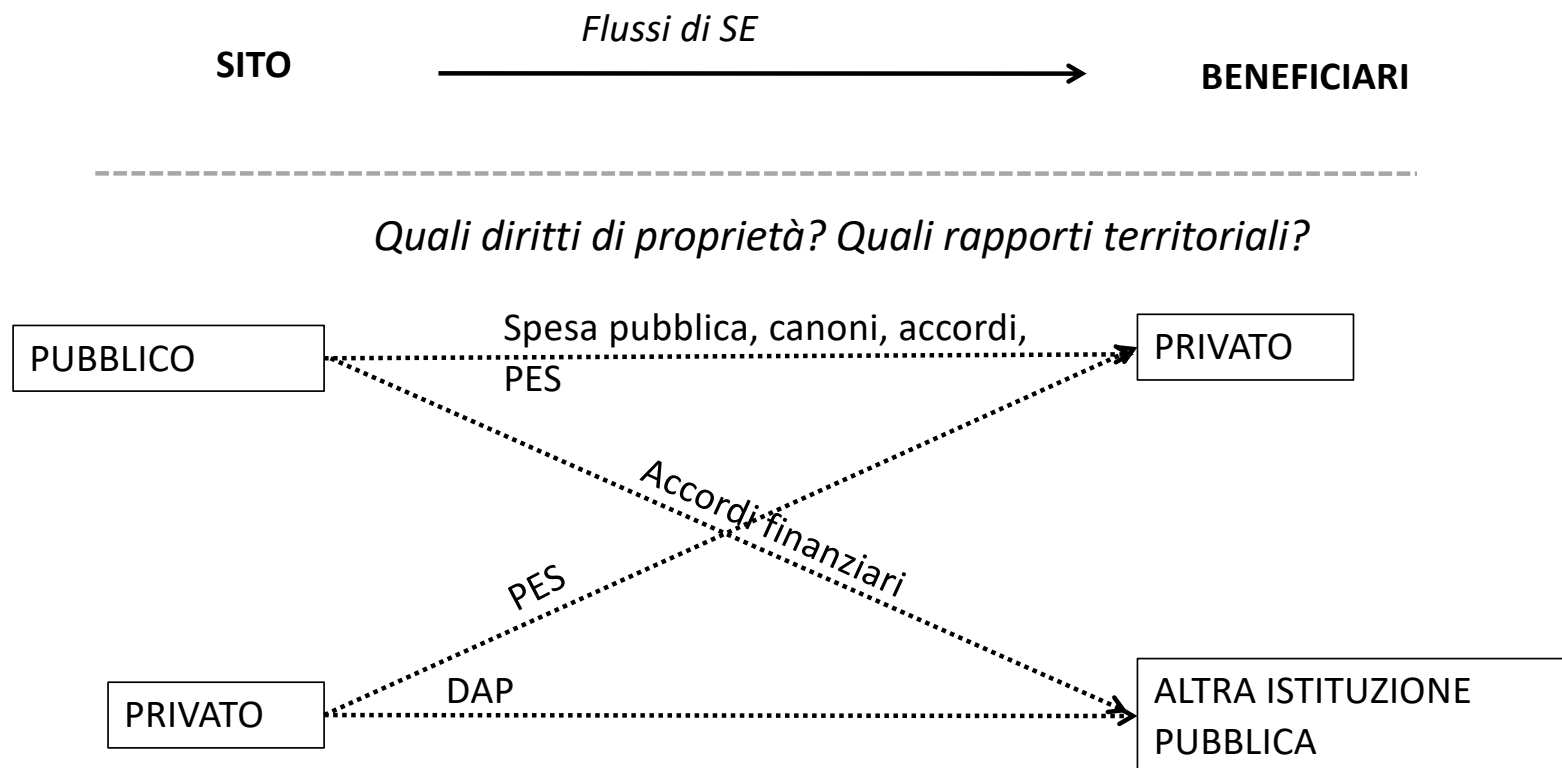 Flussi di SE
SITO
BENEFICIARI
Quali diritti di proprietà? Quali rapporti territoriali?
PUBBLICO
Spesa pubblica, canoni, accordi,
PES
PRIVATO
Accordi finanziari
PES
PRIVATO
DAP
ALTRA ISTITUZIONE
PUBBLICA